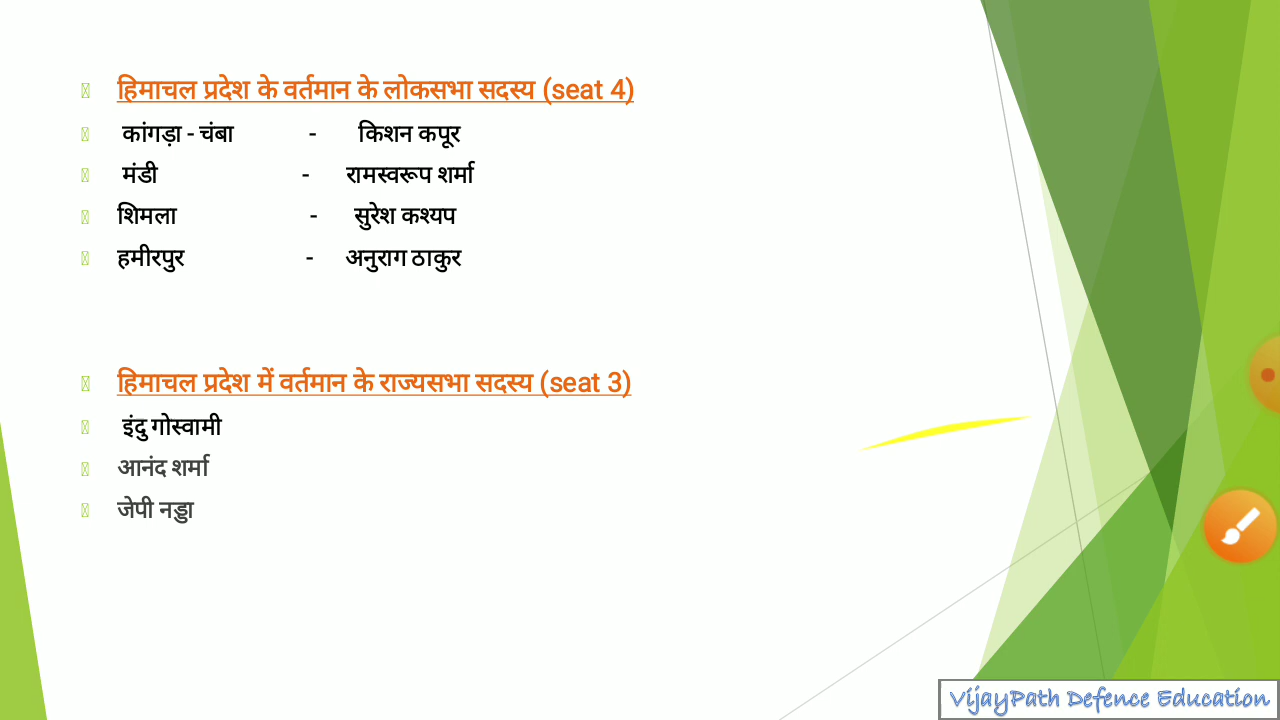 हिमाचल प्रदेश के वर्तमान के लोकसभा सदस्य (seat 4)
कांगड़ा - चंबा - किशन कपूर
मंडी - रामस्वरूप शर्मा
शिमला - सुरेश कश्यप
हमीरपुर - अनुराग ठाकुर
हिमाचल प्रदेश में वर्तमान के राज्यसभा सदस्य (seat 3)
इंदु गोस्वामी
आनंद शर्मा
जेपी नड्डा
VijayPath Defence Education